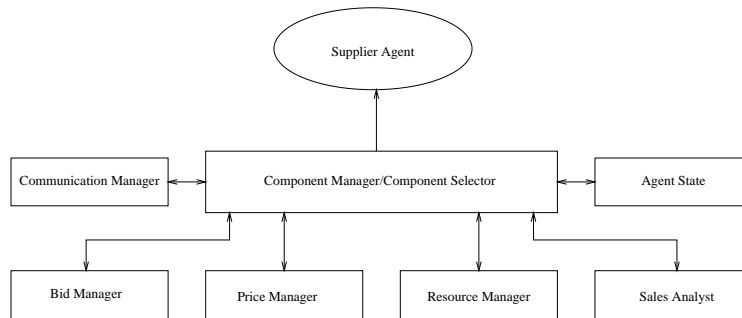 Supplier Agent
Communication Manager
Component Manager/Component Selector
Agent State
Bid Manager
Price Manager
Resource Manager
Sales Analyst